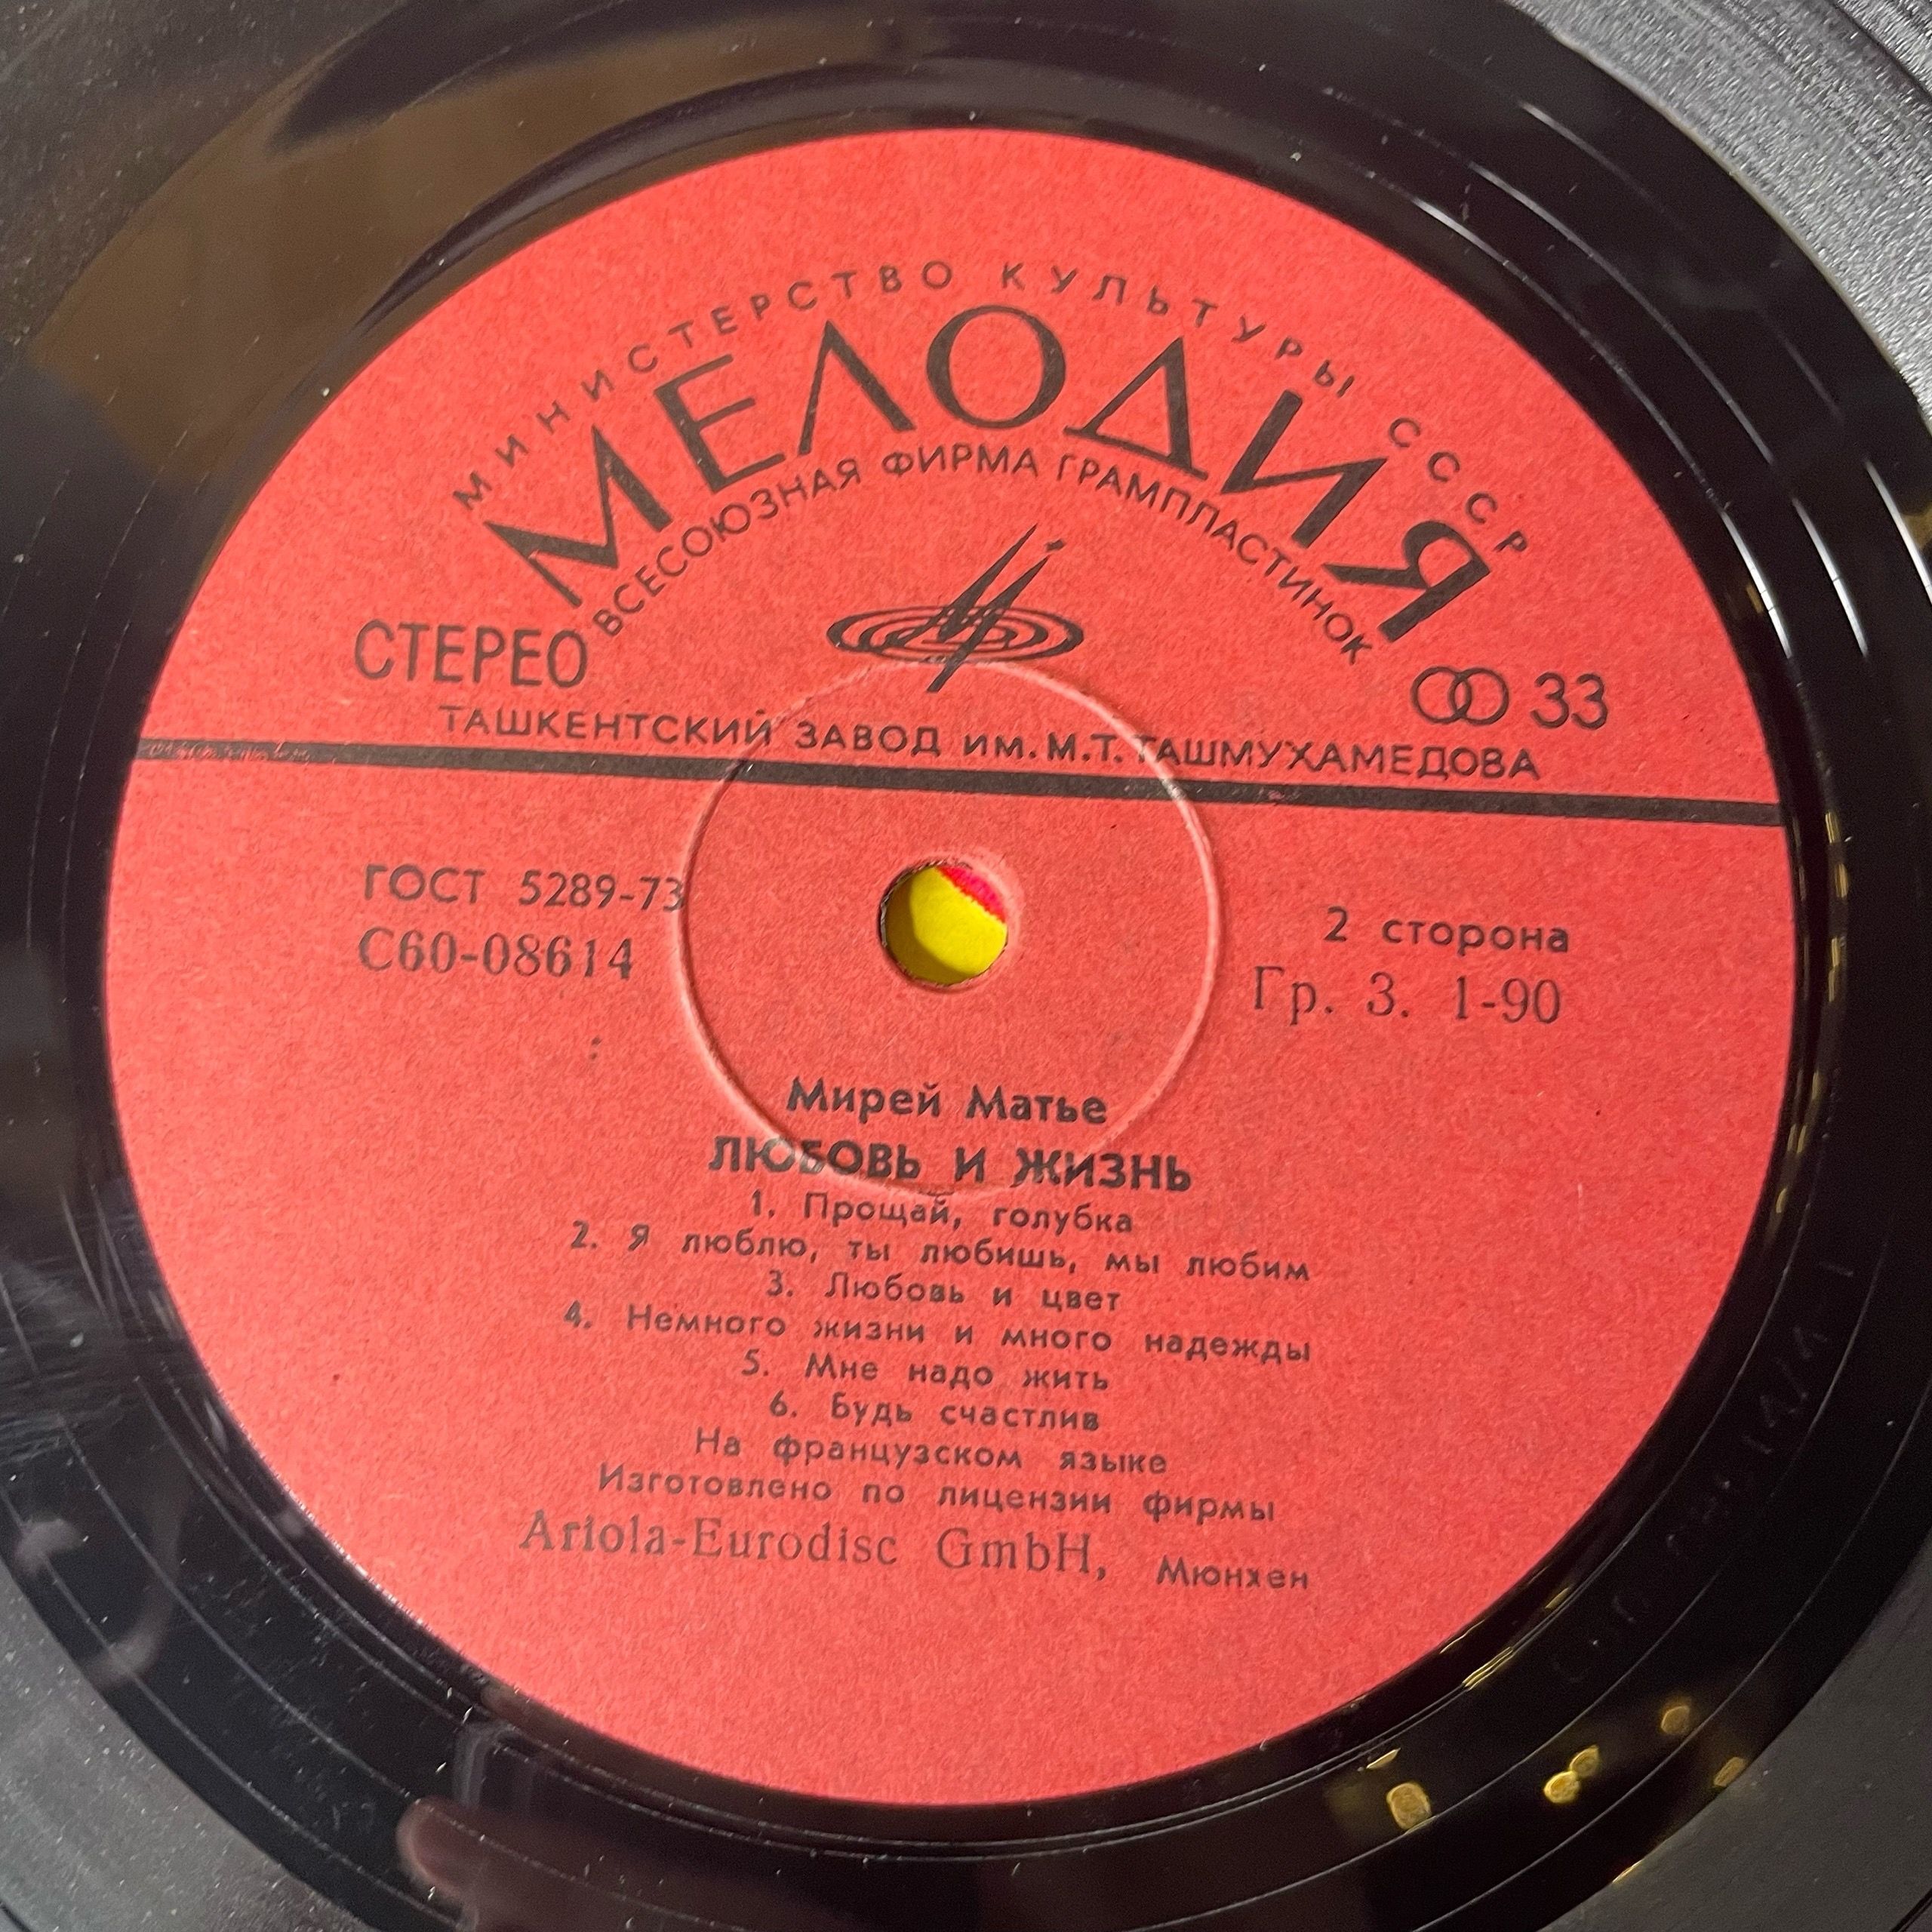 МИНИСТЕРСТВО КУЛЬТУРЫ СССР
МЕЛОДИЯ
ВСЕСОЮЗНАЯ ФИРМА ГРАМПЛАСТИНОК
СТЕРЕО
33
ТАШКЕНТСКИЙ ЗАВОД им. М.Т. ТАШМУХАМЕДОВА
ГОСТ 5289-73
С60-08614
2 сторона
Гр. 3. 1-90
Мирей Матье
ЛЮБОВЬ И ЖИЗНЬ
1. Прощай, голубка
2. Я люблю, ты любишь, мы любим
3. Любовь и цвет
4. Немного жизни и много надежды
5. Мне надо жить
6. Будь счастлив
На французском языке
Изготовлено по лицензии фирмы
Ariola-Eurodisc GmbH, Мюнхен